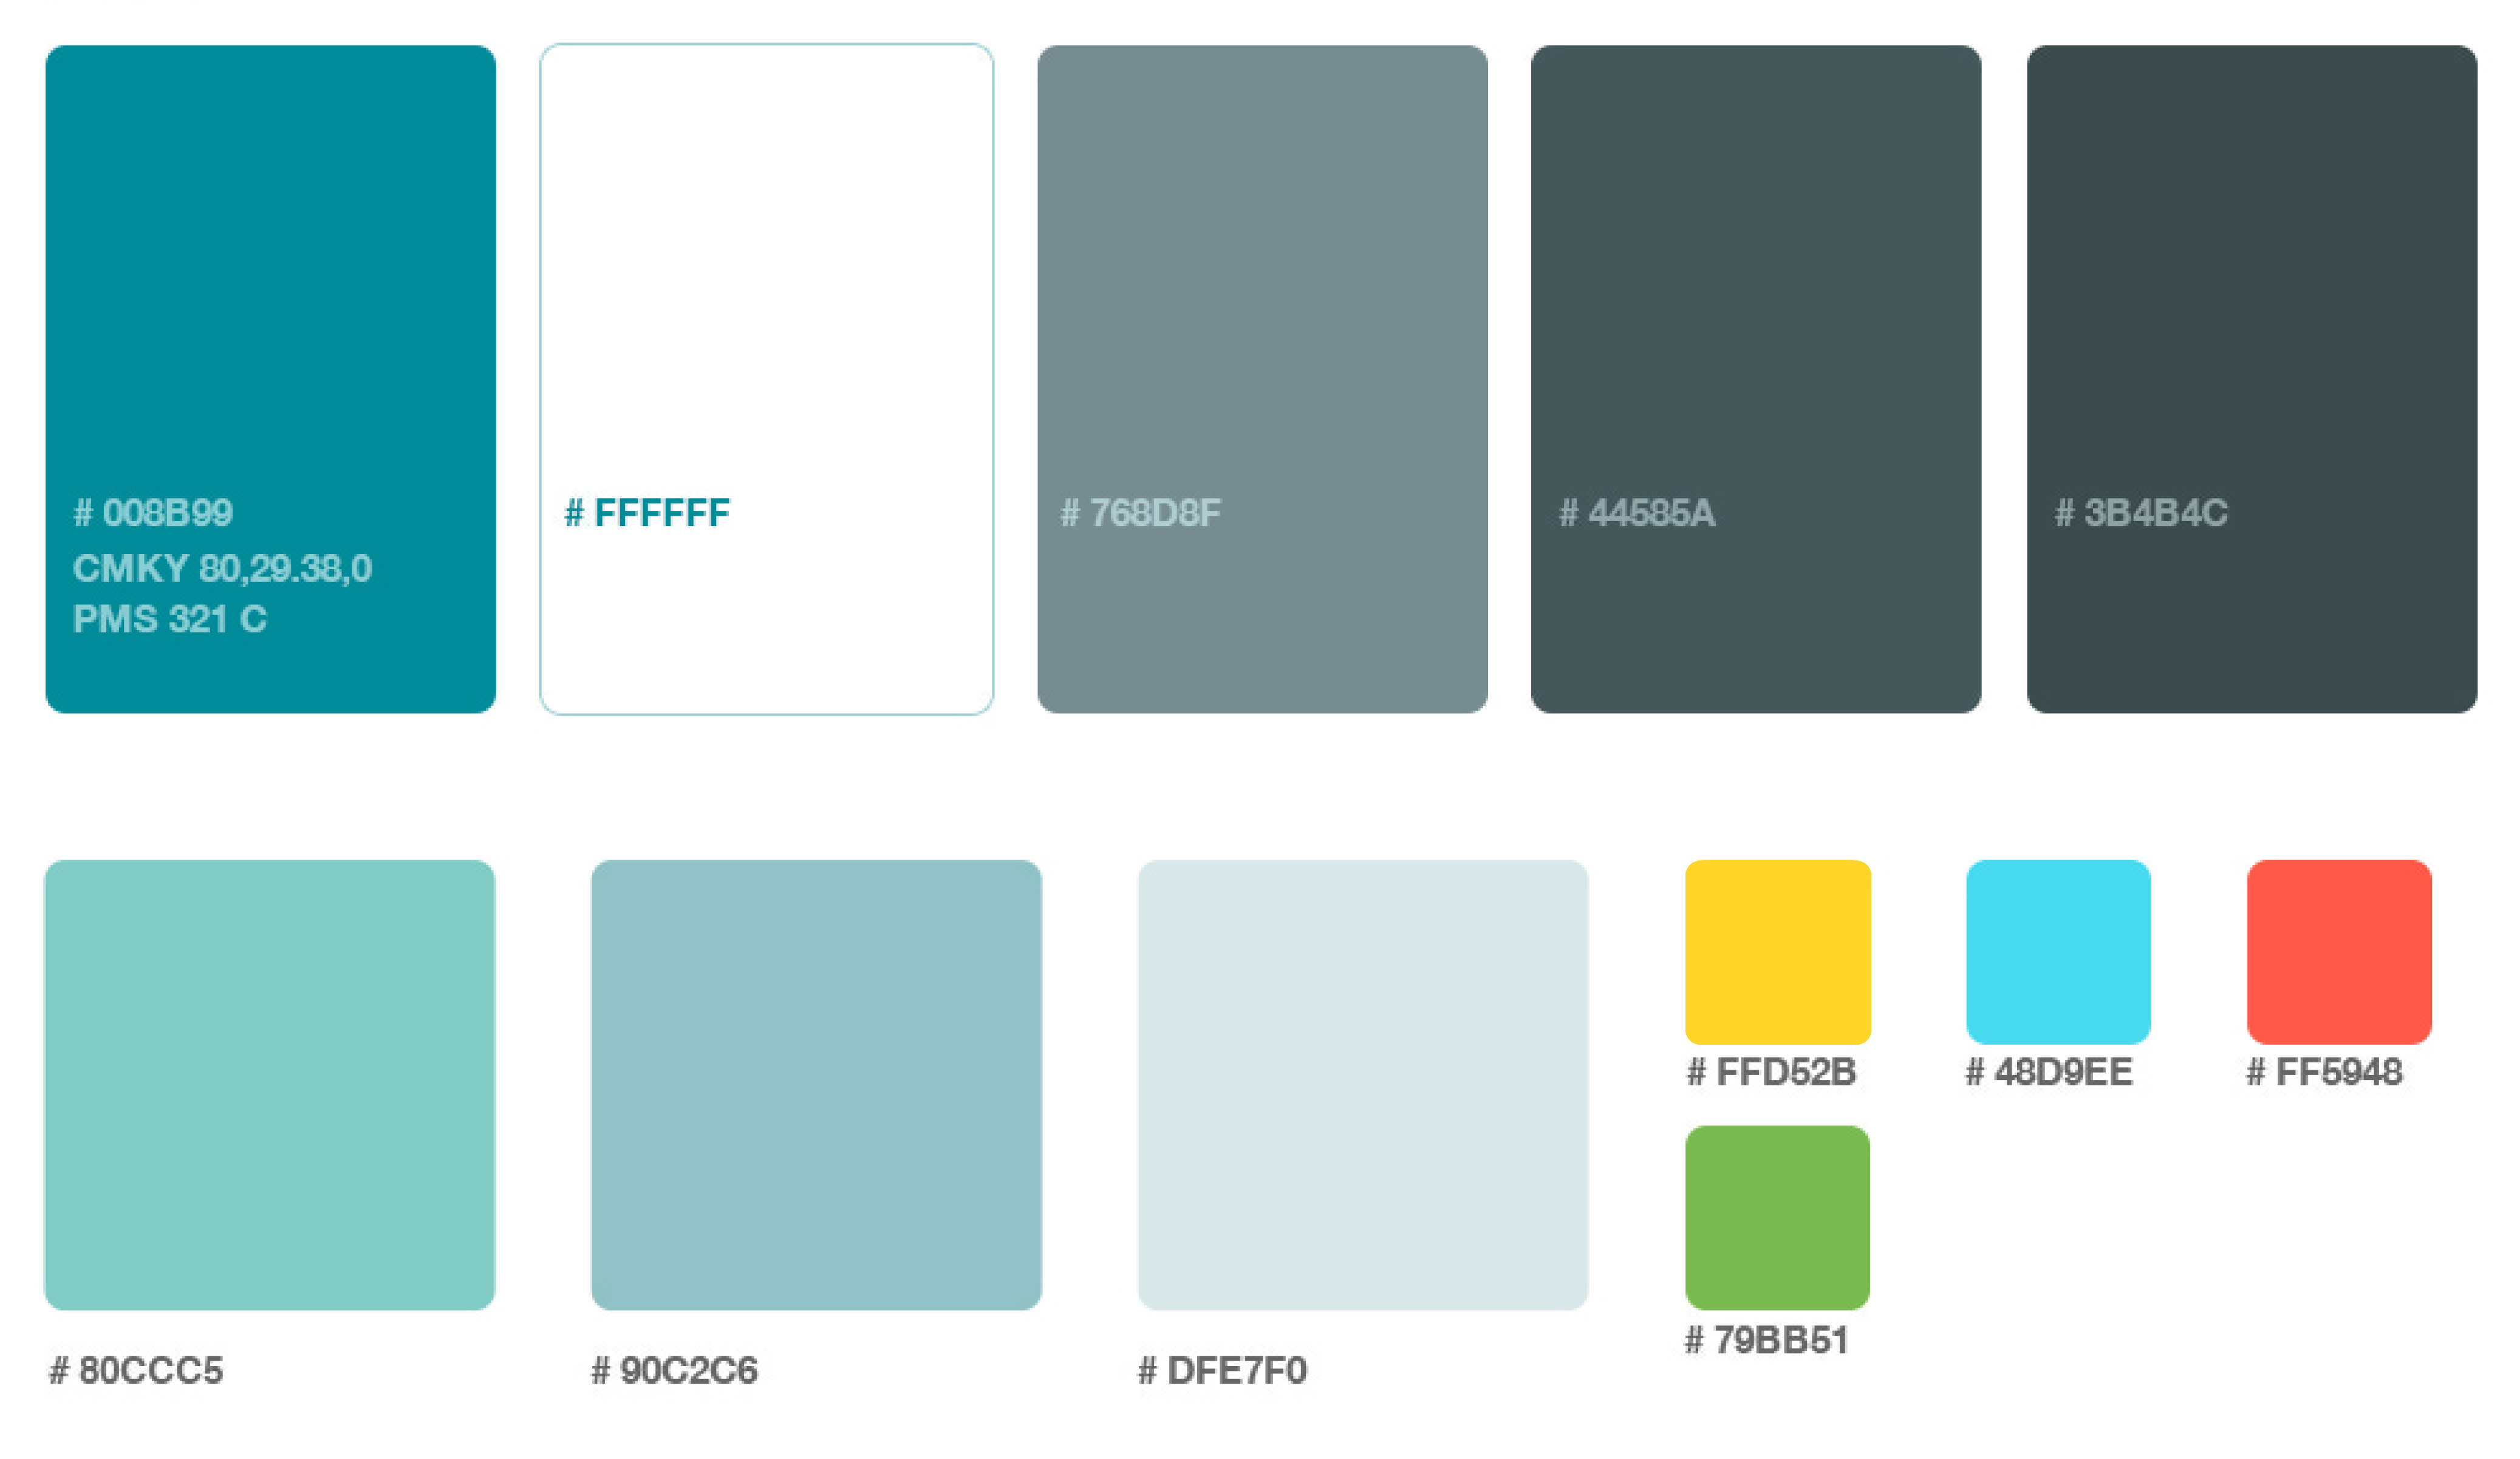 # 008B99
CMKY 80,29.38,0
PMS 321 C
# FFFFFF
# 768D8F
# 44585A
# 3B4B4C
# 80CCC5
# 90C2C6
# DFE7F0
# FFD52B
# 48D9EE
# FF5948
# 79BB51